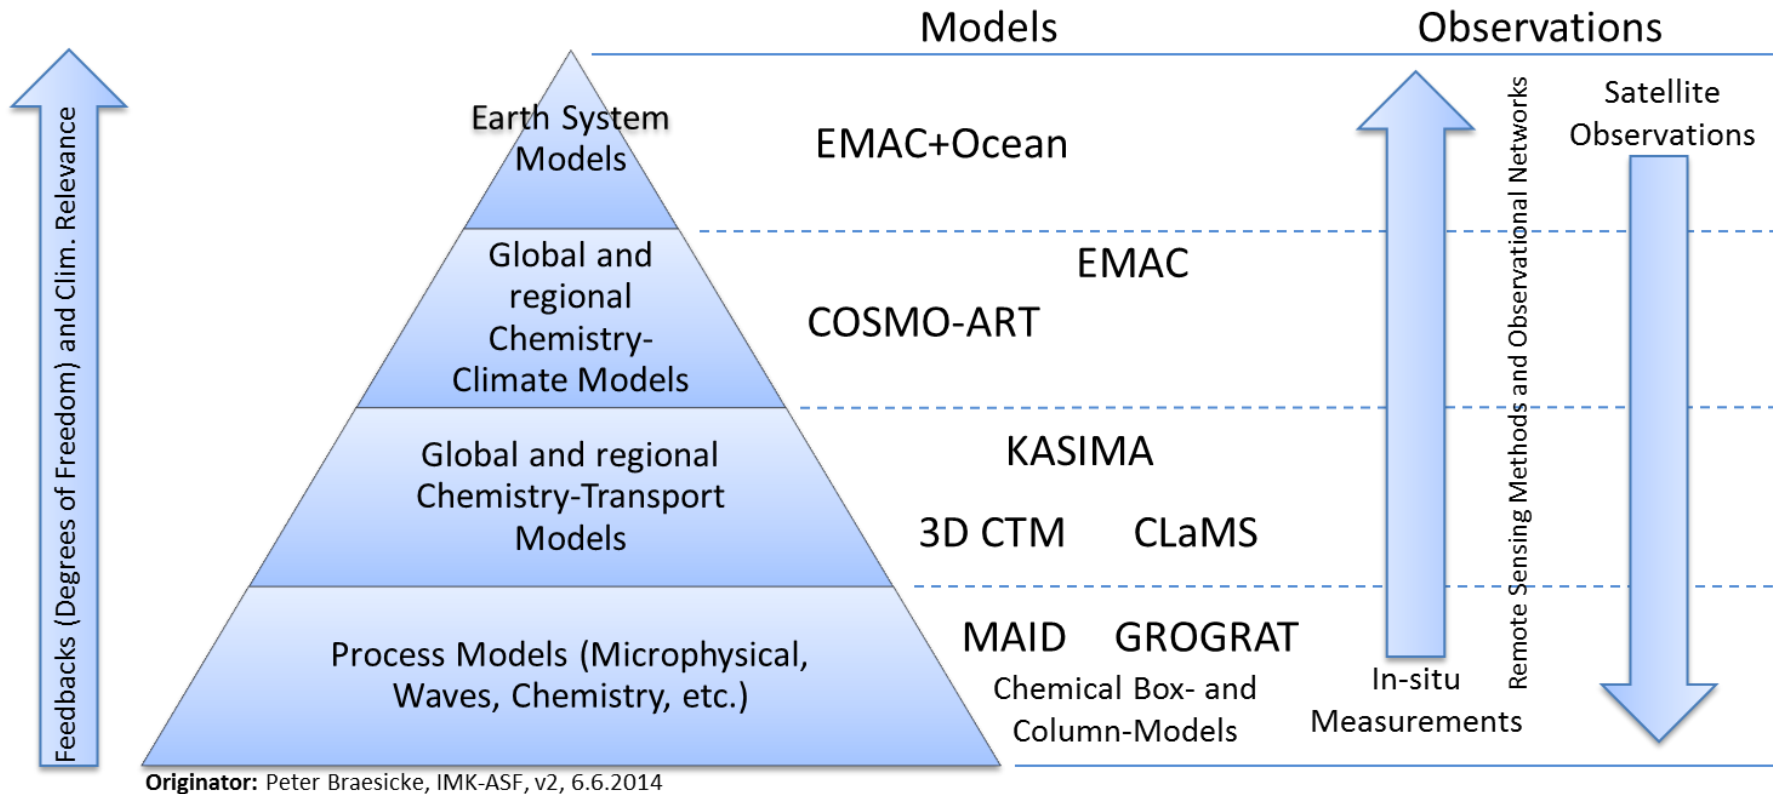 Models
Observations
Feedbacks (Degrees of Freedom) and Clim. Relevance
Earth System
Models
EMAC+Ocean
Global and
regional
Chemistry-
Climate Models
EMAC
COSMO-ART
Global and regional
Chemistry-Transport
Models
KASIMA
3D CTM
CLaMS
Process Models (Microphysical,
Waves, Chemistry, etc.)
MAID
GROGRAT
Chemical Box- and
Column-Models
In-situ
Measurements
Remote Sensing Methods and Observational Networks
Satellite
Observations
Originator: Peter Braesicke, IMK-ASF, v2, 6.6.2014